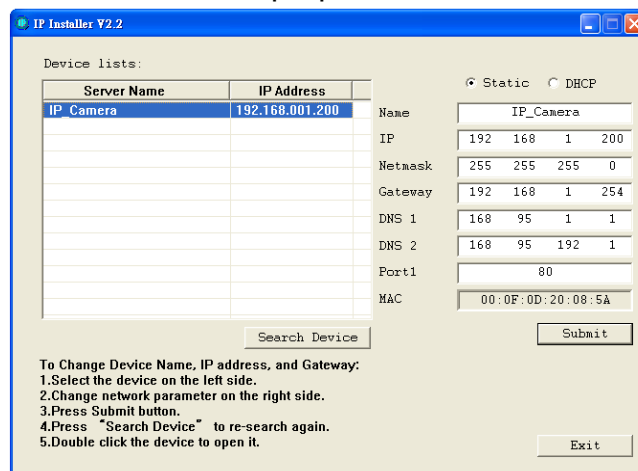 IP Installer V2.2
Device lists:
Server Name IP Address
IP_Camera 192.168.001.200
Static DHCP
Name IP_Camera
IP 192 168 1 200
Netmask 255 255 255 0
Gateway 192 168 1 254
DNS 1 168 95 1 1
DNS 2 168 95 192 1
Port1 80
MAC 00:0F:0D:20:08:5A
Search Device
Submit
To Change Device Name, IP address, and Gateway:
1.Select the device on the left side.
2.Change network parameter on the right side.
3.Press Submit button.
4.Press “Search Device” to re-search again.
5.Double click the device to open it.
Exit